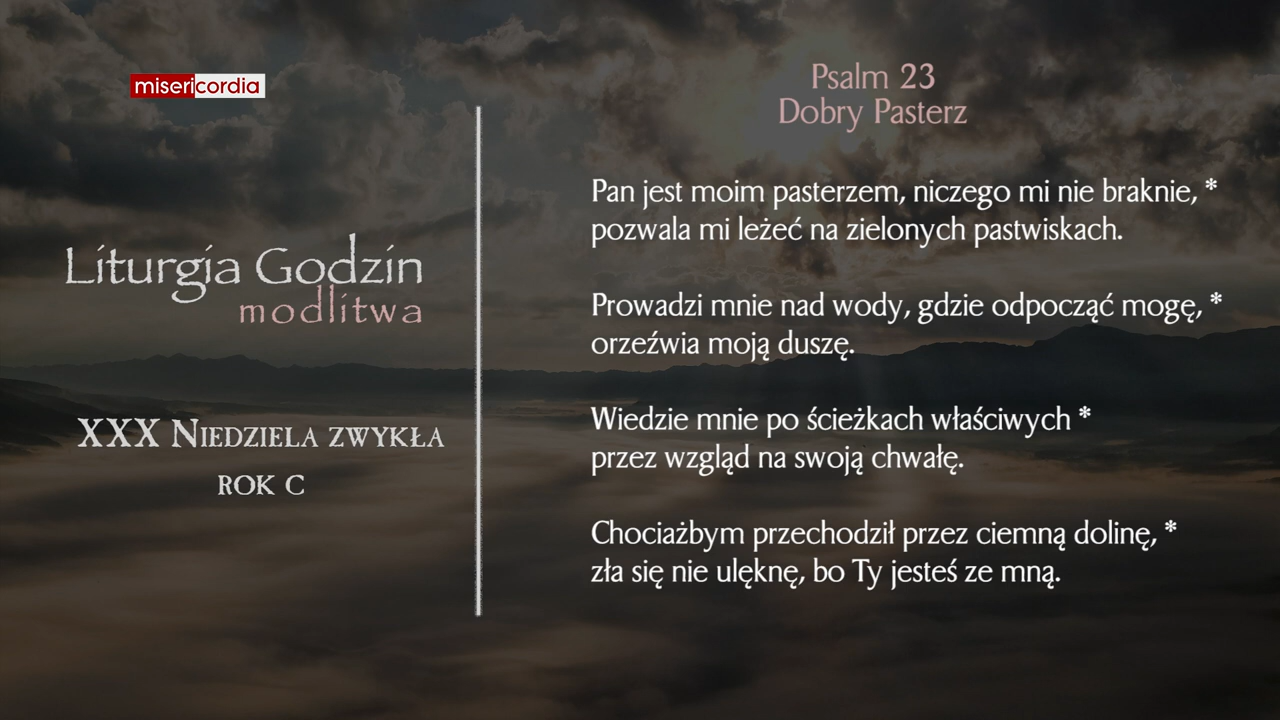 misericordia
Liturgia Godzin
modlitwa
XXX Niedziela zwykła
rok C
Psalm 23
Dobry Pasterz
Pan jest moim pasterzem, niczego mi nie braknie, *
pozwala mi leżeć na zielonych pastwiskach.
Prowadzi mnie nad wody, gdzie odpocząć mogę, *
orzeźwia moją duszę.
Wiedzie mnie po ścieżkach właściwych *
przez wzgląd na swoją chwałę.
Chociażbym przechodził przez ciemną dolinę, *
zła się nie ulęknę, bo Ty jesteś ze mną.